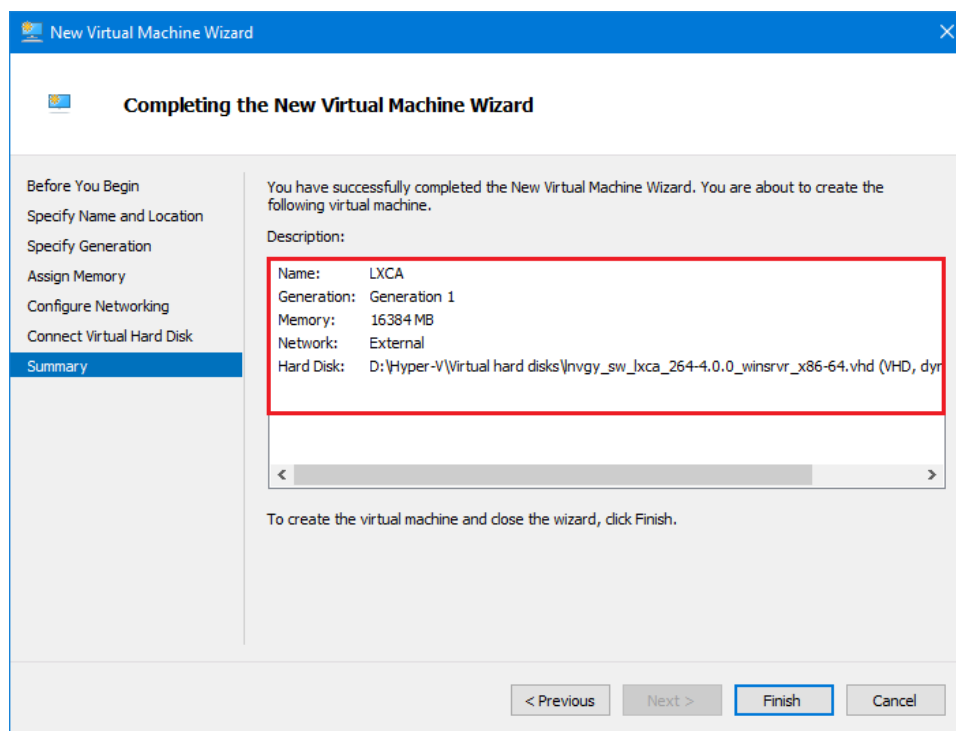 New Virtual Machine Wizard
Completing the New Virtual Machine Wizard
Before You Begin
Specify Name and Location
Specify Generation
Assign Memory
Configure Networking
Connect Virtual Hard Disk
Summary
You have successfully completed the New Virtual Machine Wizard. You are about to create the
following virtual machine.
Description:
Name: LXCA
Generation: Generation 1
Memory: 16384 MB
Network: External
Hard Disk: D:\Hyper-V\Virtual hard disks\lnvgy_sw_lxca_264-4.0.0_winsrvr_x86-64.vhd (VHD, dyn
To create the virtual machine and close the wizard, click Finish.
< Previous
Next >
Finish
Cancel